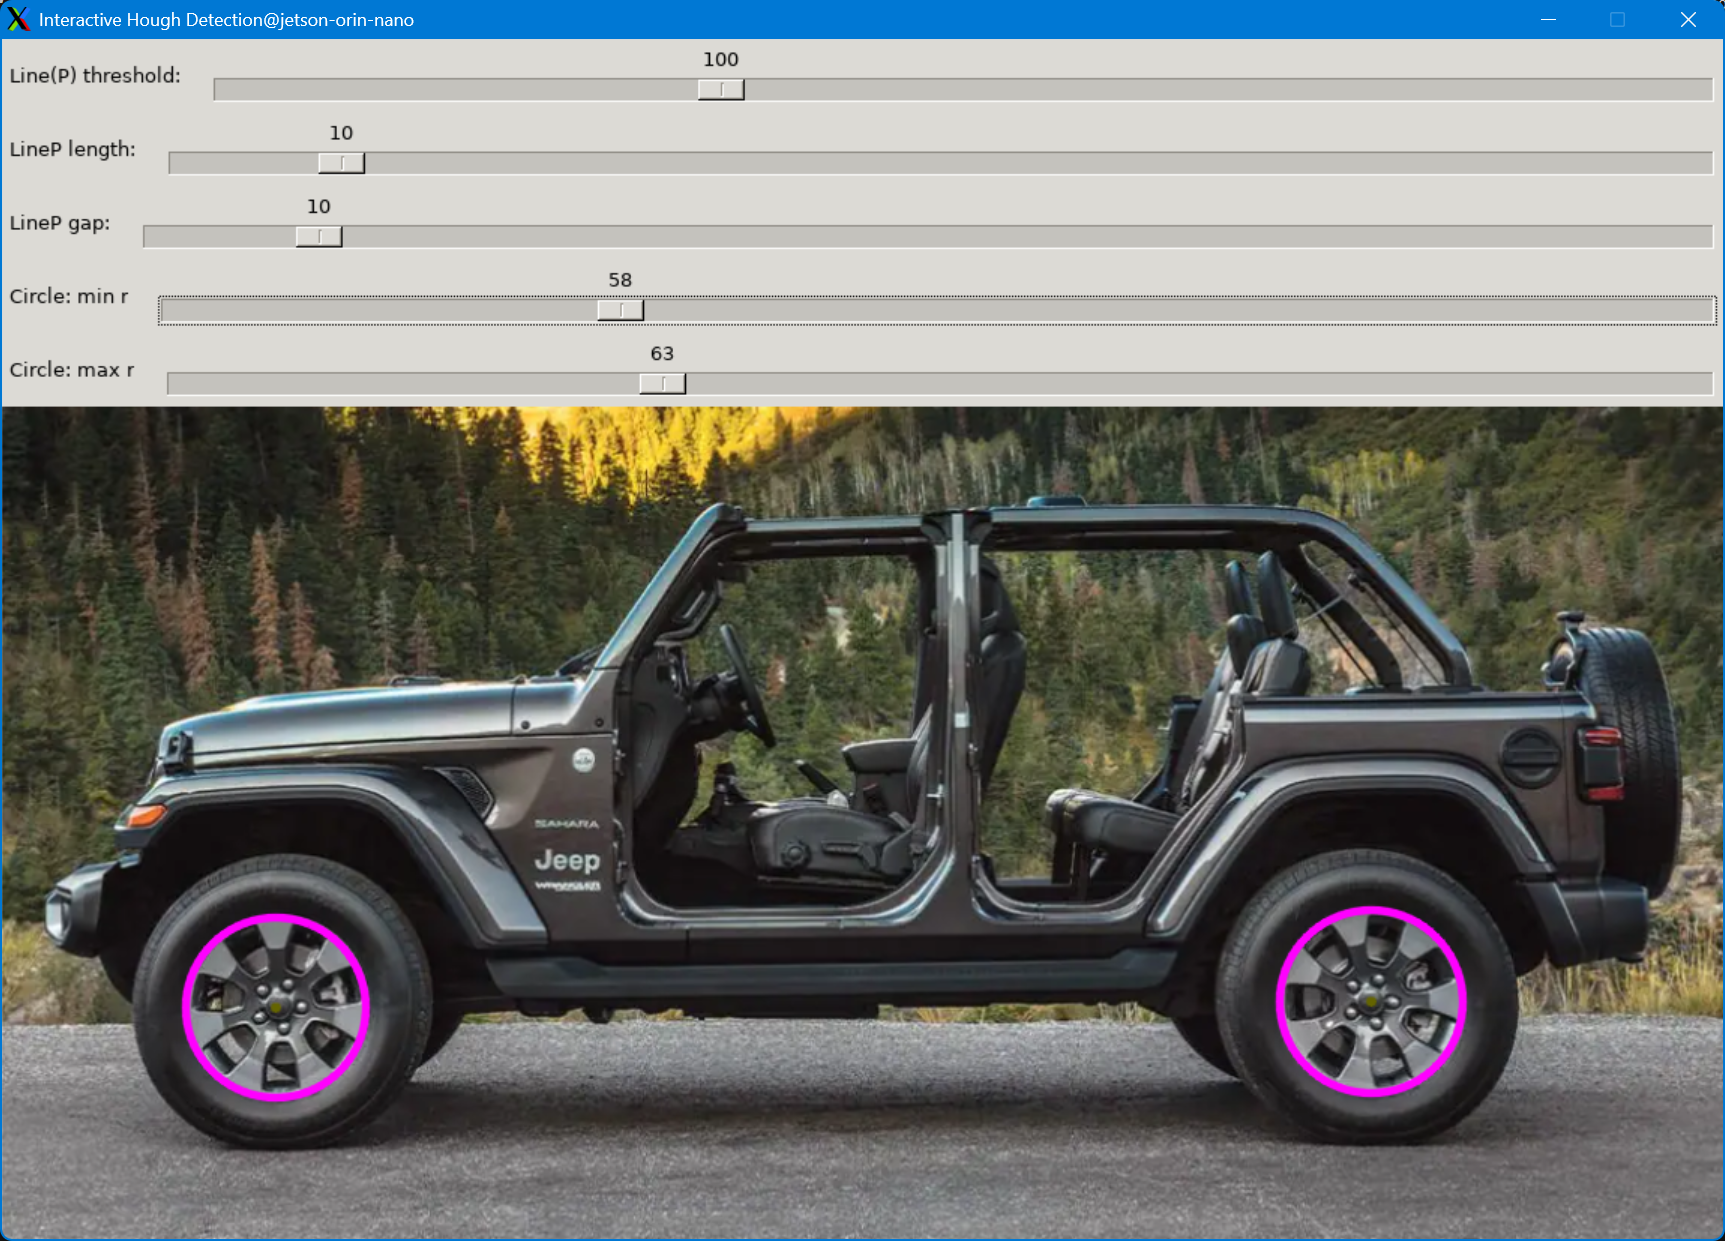 Interactive Hough Detection@jetson-orin-nano
Line(P) threshold:
100
LineP length:
10
LineP gap:
10
Circle: min r
58
Circle: max r
63
SAHARA
Jeep
WRANGLER